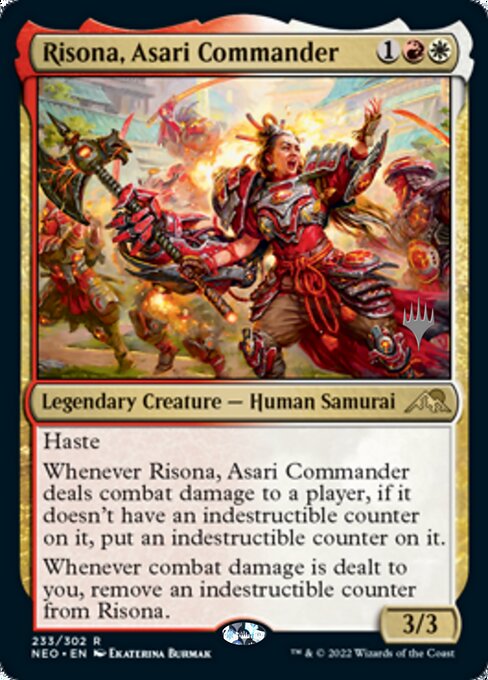 Risona, Asari Commander 1
Legendary Creature — Human Samurai
Haste
Whenever Risona, Asari Commander
deals combat damage to a player, if it
doesn't have an indestructible counter
on it, put an indestructible counter on it.
Whenever combat damage is dealt to
you, remove an indestructible counter
from Risona.
3/3
233/302 R
NEO • EN Ekaterina Burmak ™ & © 2022 Wizards of the Coast